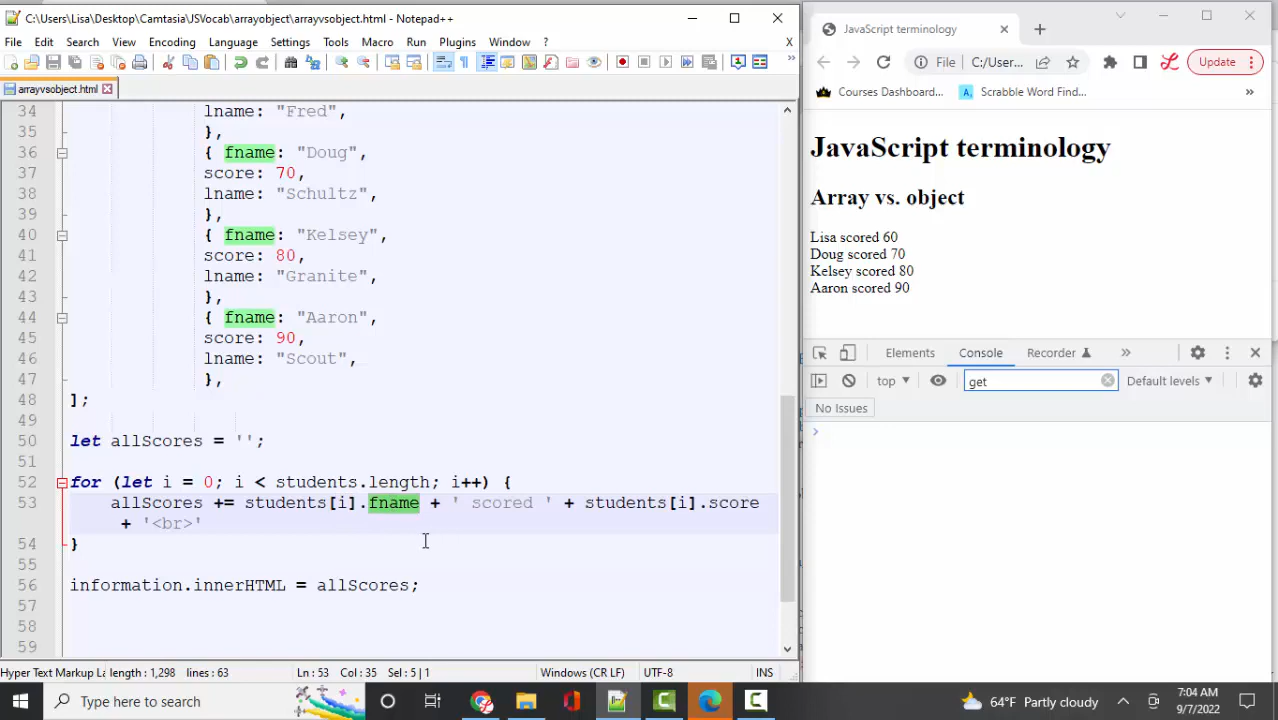 C:\Users\Lisa\Desktop\Camtasia\JSVocab\arrayobject\arrayvsobject.html - Notepad++
File Edit Search View Encoding Language Settings Tools Macro Run Plugins Window ? X
arrayvsobject.html
34 lname: "Fred",
35 },
36 { fname: "Doug",
37 score: 70,
38 lname: "Schultz",
39 },
40 { fname: "Kelsey",
41 score: 80,
42 lname: "Granite",
43 },
44 { fname: "Aaron",
45 score: 90,
46 lname: "Scout",
47 },
48 ];
49
50 let allScores = '';
51
52 for (let i = 0; i < students.length; i++) {
53 allScores += students[i].fname + ' scored ' + students[i].score
+ '<br>'
54 }
55
56 information.innerHTML = allScores;
57
58
59
Hyper Text Markup La length : 1,298 lines : 63 Ln : 53 Col : 35 Sel : 5 | 1 Windows (CR LF) UTF-8 INS
JavaScript terminology
File C:/User... Update
Courses Dashboard... Scrabble Word Find... »
JavaScript terminology
Array vs. object
Lisa scored 60
Doug scored 70
Kelsey scored 80
Aaron scored 90
Elements Console Recorder »
top get Default levels
No Issues
Type here to search
64°F Partly cloudy
7:04 AM
9/7/2022